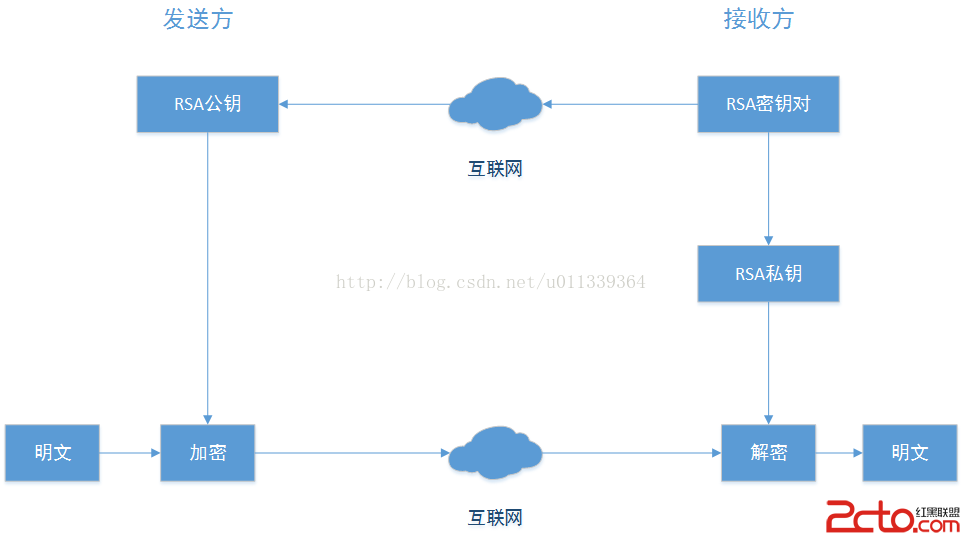 发送方
接收方
RSA公钥
RSA密钥对
互联网
RSA私钥
http://blog.csdn.net/u011339364
明文
加密
解密
明文
互联网
2cto.com
红黑联盟